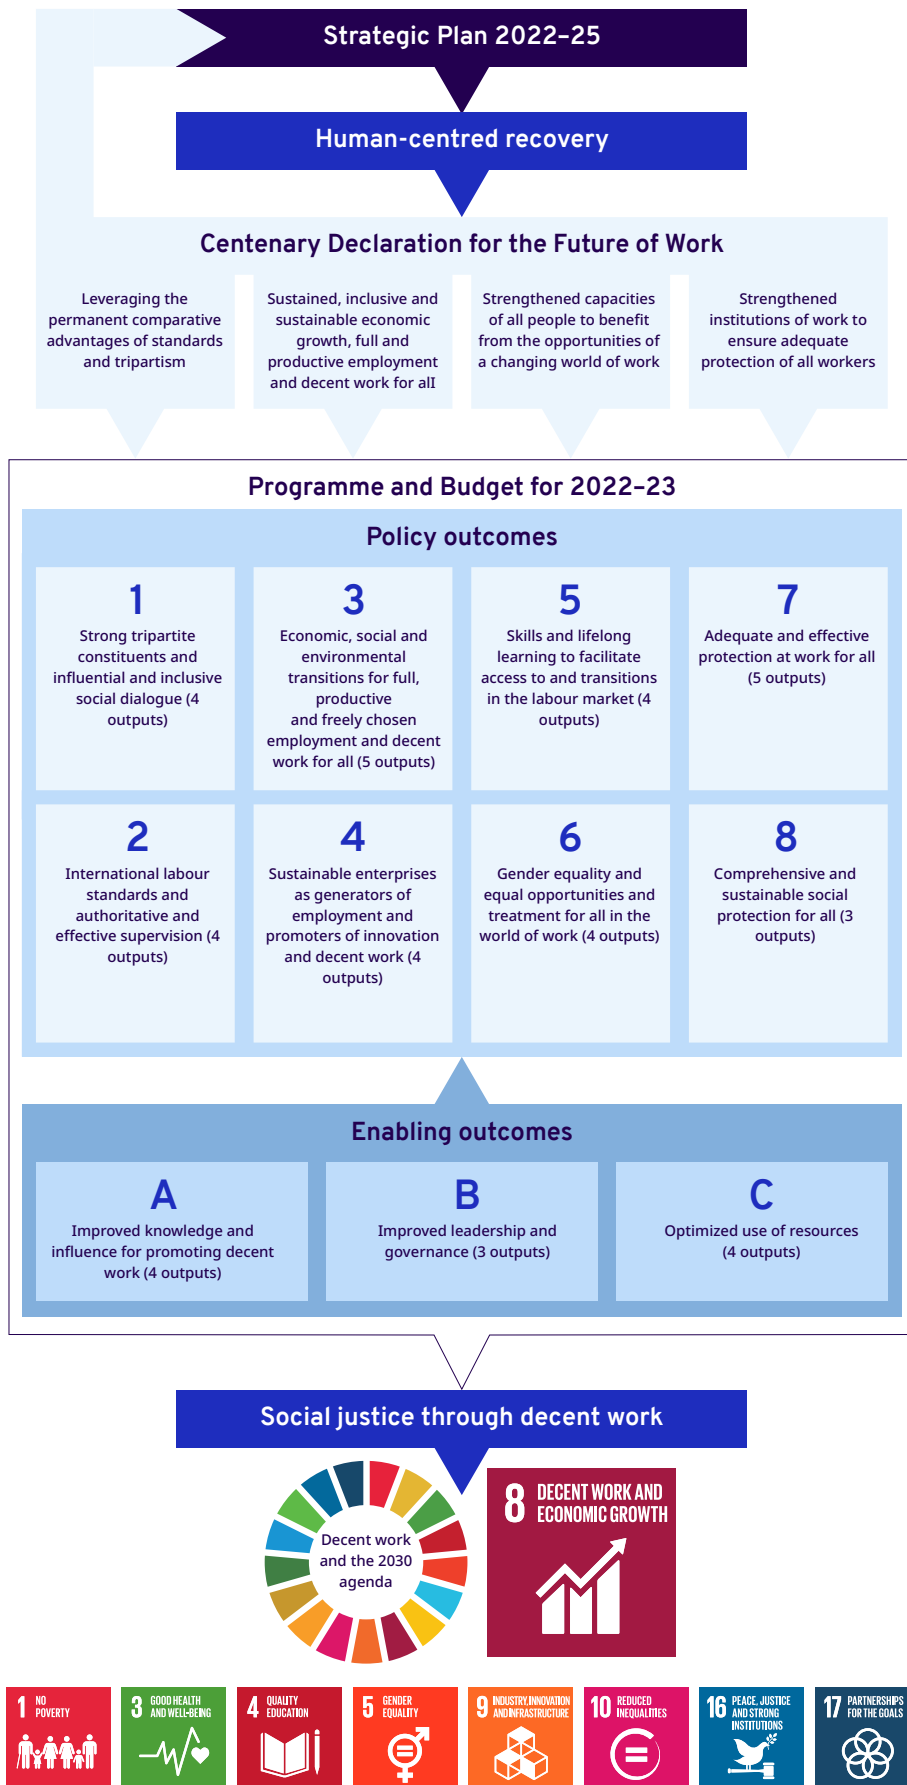 Strategic Plan 2022–25
Human-centred recovery
Centenary Declaration for the Future of Work
Leveraging the
permanent comparative
advantages of standards
and tripartism
Sustained, inclusive and
sustainable economic
growth, full and
productive employment
and decent work for all
Strengthened capacities
of all people to benefit
from the opportunities of
a changing world of work
Strengthened
institutions of work to
ensure adequate
protection of all workers
Programme and Budget for 2022–23
Policy outcomes
1
Strong tripartite
constituents and
influential and inclusive
social dialogue (4
outputs)
3
Economic, social and
environmental
transitions for full,
productive
and freely chosen
employment and decent
work for all (5 outputs)
5
Skills and lifelong
learning to facilitate
access to and transitions
in the labour market (4
outputs)
7
Adequate and effective
protection at work for all
(5 outputs)
2
International labour
standards and
authoritative and
effective supervision (4
outputs)
4
Sustainable enterprises
as generators of
employment and
promoters of innovation
and decent work (4
outputs)
6
Gender equality and
equal opportunities and
treatment for all in the
world of work (4 outputs)
8
Comprehensive and
sustainable social
protection for all (3
outputs)
Enabling outcomes
A
Improved knowledge and
influence for promoting decent
work (4 outputs)
B
Improved leadership and
governance (3 outputs)
C
Optimized use of resources
(4 outputs)
Social justice through decent work
Decent work
and the 2030
agenda
8 DECENT WORK AND
ECONOMIC GROWTH
1 NO
POVERTY
3 GOOD HEALTH
AND WELL-BEING
4 QUALITY
EDUCATION
5 GENDER
EQUALITY
9 INDUSTRY, INNOVATION
AND INFRASTRUCTURE
10 REDUCED
INEQUALITIES
16 PEACE, JUSTICE
AND STRONG
INSTITUTIONS
17 PARTNERSHIPS
FOR THE GOALS